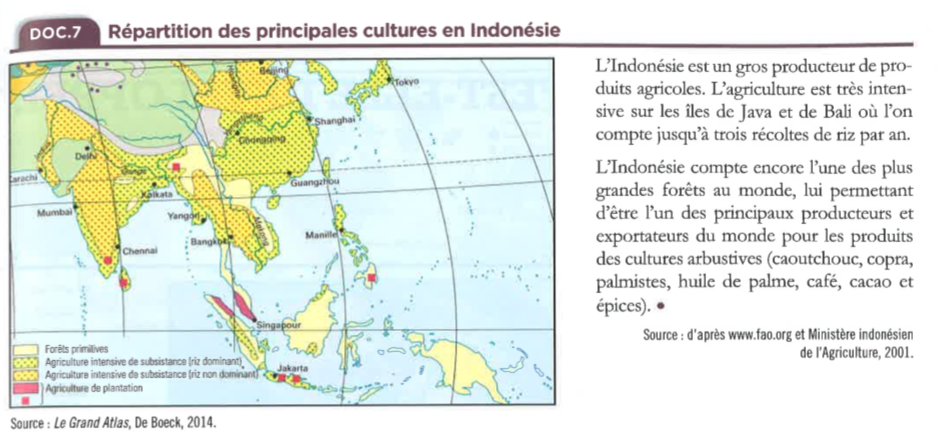 DOC.7 Répartition des principales cultures en Indonésie
Beijing
Tokyo
Shanghai
Chongqing
Delhi
Karachi
Guangzhou
Kolkata
Mumbai
Yangon
Mekong
Manille
Bangkok
Chennai
Singapour
Jakarta
Forêts primitives
Agriculture intensive de subsistance (riz dominant)
Agriculture intensive de subsistance (riz non dominant)
Agriculture de plantation
Source : Le Grand Atlas, De Boeck, 2014.
L’Indonésie est un gros producteur de pro-
duits agricoles. L’agriculture est très inten-
sive sur les îles de Java et de Bali où l’on
compte jusqu’à trois récoltes de riz par an.
L’Indonésie compte encore l’une des plus
grandes forêts au monde, lui permettant
d’être l’un des principaux producteurs et
exportateurs du monde pour les produits
des cultures arbustives (caoutchouc, copra,
palmistes, huile de palme, café, cacao et
épices). •
Source : d’après www.fao.org et Ministère indonésien
de l’Agriculture, 2001.